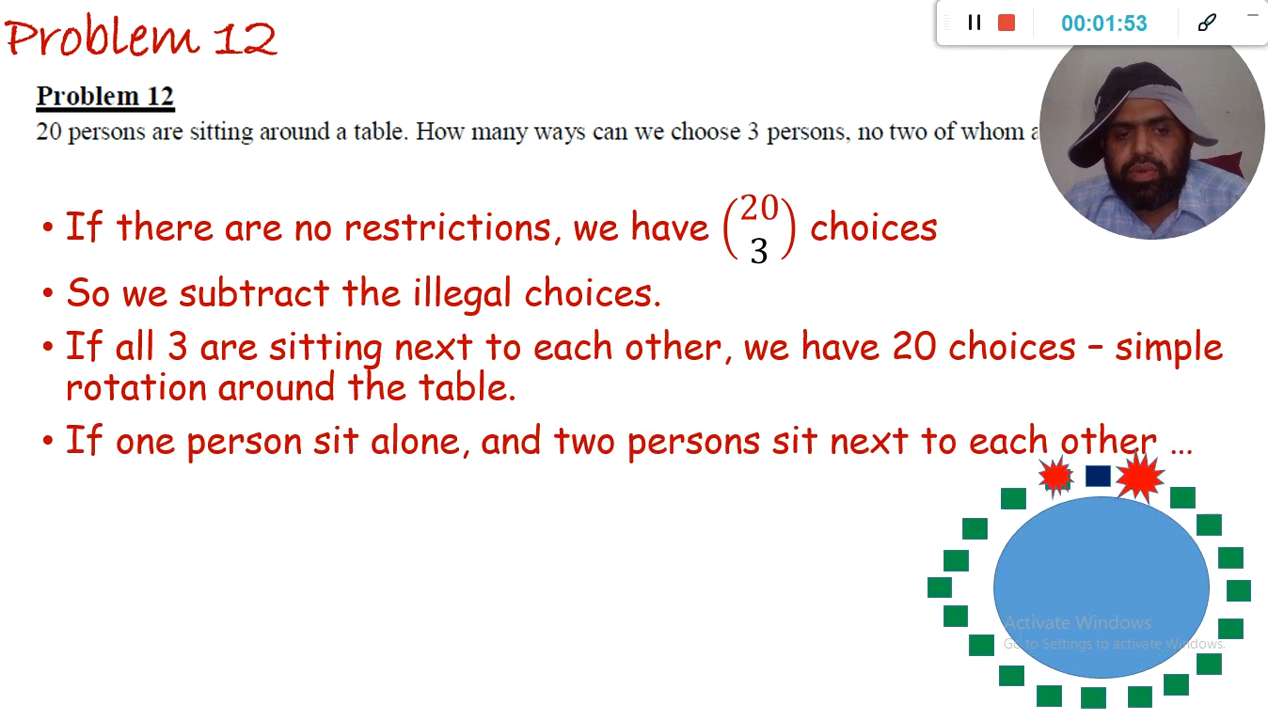 Problem 12
00:01:53
Problem 12
20 persons are sitting around a table. How many ways can we choose 3 persons, no two of whom
• If there are no restrictions, we have (20 3) choices
• So we subtract the illegal choices.
• If all 3 are sitting next to each other, we have 20 choices – simple
rotation around the table.
• If one person sit alone, and two persons sit next to each other ...
Activate Windows
Go to Settings to activate Windows.